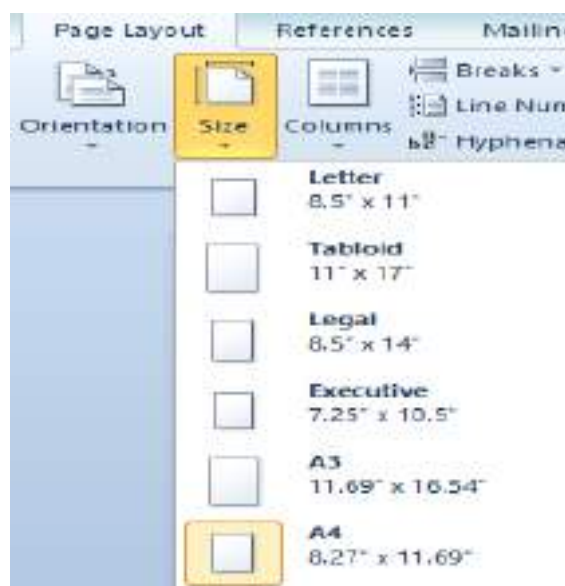 Page Layout References Mailin
Orientation Size Columns Breaks
Line Num
Hyphena
Letter
8.5" x 11"
Tabloid
11" x 17"
Legal
8.5" x 14"
Executive
7.25" x 10.5"
A3
11.69" x 16.54"
A4
8.27" x 11.69"